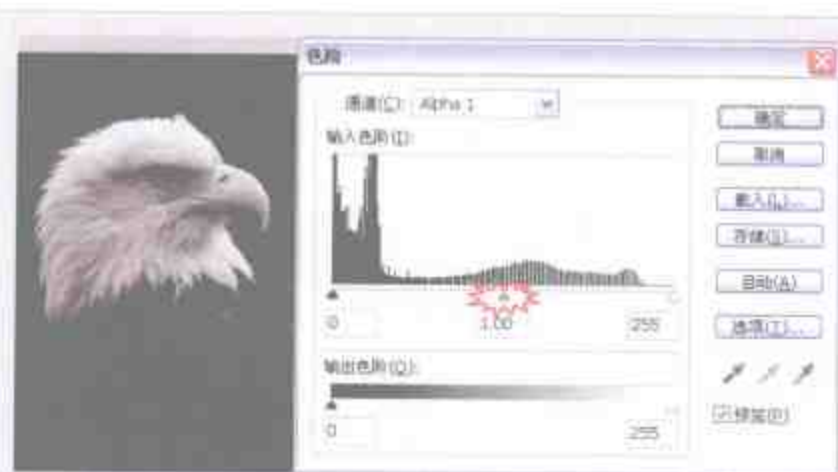 色阶
通道(C): Alpha 1
输入色阶(I):
0 1.00 255
输出色阶(O):
0 255
确定
取消
载入(L)...
存储(S)...
自动(A)
选项(T)...
预览(P)